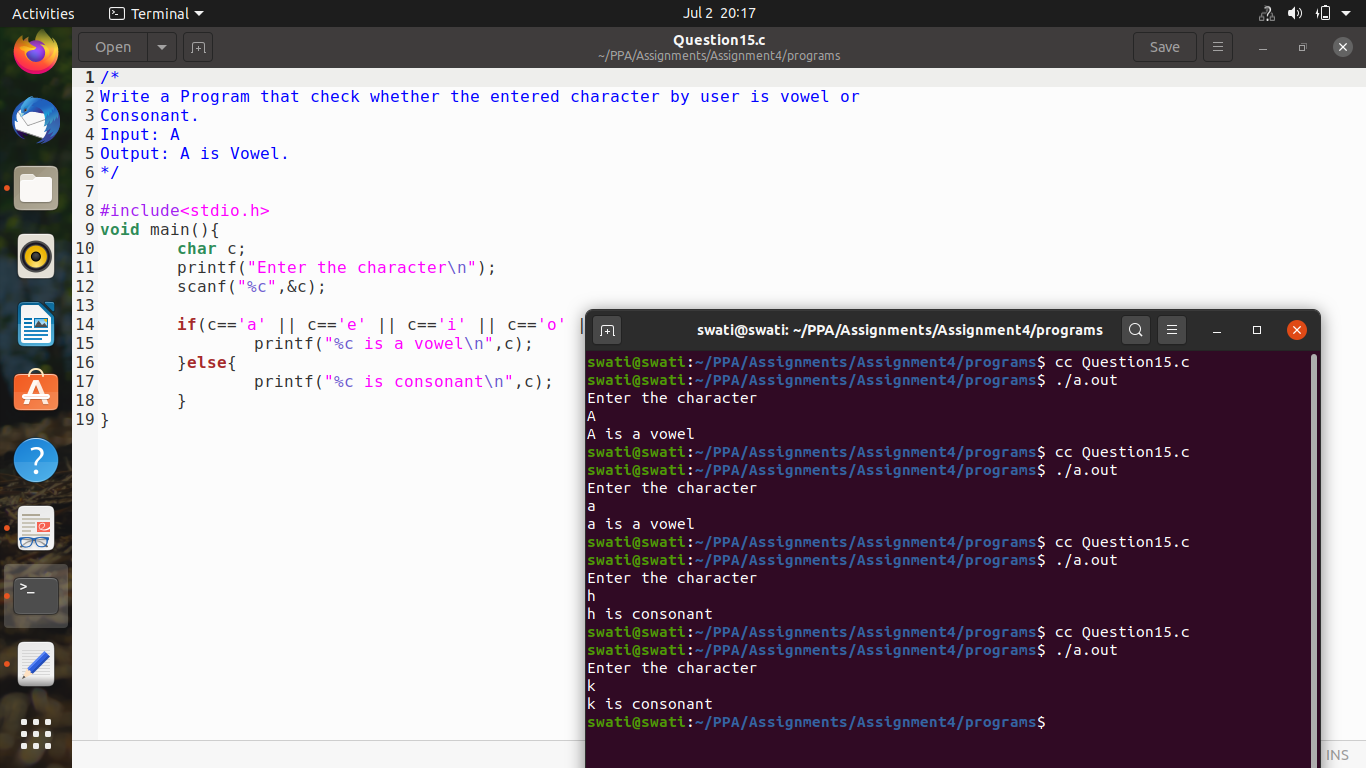 Activities Terminal Jul 2 20:17
Open Question15.c Save
~/PPA/Assignments/Assignment4/programs
1 /*
2 Write a Program that check whether the entered character by user is vowel or
3 Consonant.
4 Input: A
5 Output: A is Vowel.
6 */
7
8 #include<stdio.h>
9 void main(){
10 char c;
11 printf("Enter the character\n");
12 scanf("%c",&c);
13
14 if(c=='a' || c=='e' || c=='i' || c=='o' |
15 printf("%c is a vowel\n",c);
16 }else{
17 printf("%c is consonant\n",c);
18 }
19 }
swati@swati: ~/PPA/Assignments/Assignment4/programs
swati@swati:~/PPA/Assignments/Assignment4/programs$ cc Question15.c
swati@swati:~/PPA/Assignments/Assignment4/programs$ ./a.out
Enter the character
A
A is a vowel
swati@swati:~/PPA/Assignments/Assignment4/programs$ cc Question15.c
swati@swati:~/PPA/Assignments/Assignment4/programs$ ./a.out
Enter the character
a
a is a vowel
swati@swati:~/PPA/Assignments/Assignment4/programs$ cc Question15.c
swati@swati:~/PPA/Assignments/Assignment4/programs$ ./a.out
Enter the character
h
h is consonant
swati@swati:~/PPA/Assignments/Assignment4/programs$ cc Question15.c
swati@swati:~/PPA/Assignments/Assignment4/programs$ ./a.out
Enter the character
k
k is consonant
swati@swati:~/PPA/Assignments/Assignment4/programs$
INS